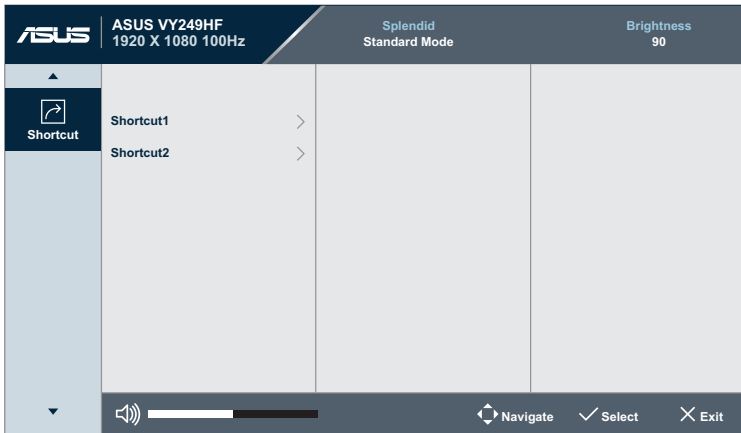 ASUS
ASUS VY249HF
1920 X 1080 100Hz
Splendid
Standard Mode
Brightness
90
Shortcut
Shortcut1
Shortcut2
Navigate
Select
Exit